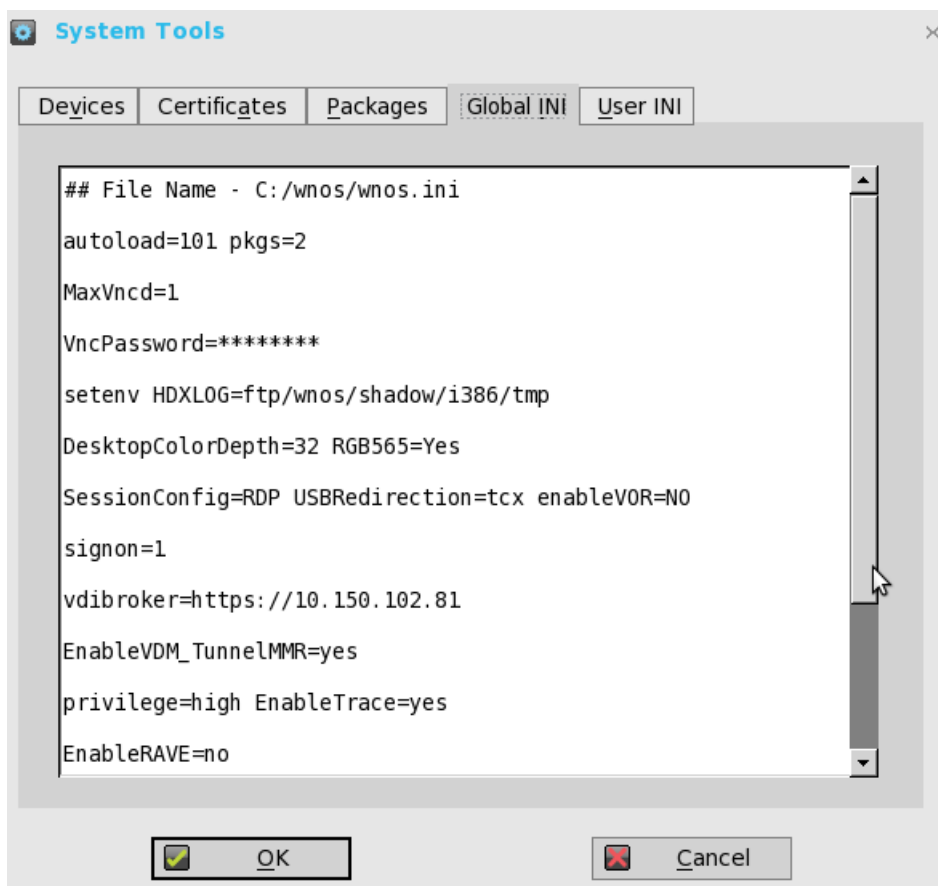 System Tools
Devices Certificates Packages Global INI User INI
## File Name - C:/wnos/wnos.ini
autoload=101 pkgs=2
MaxVncd=1
VncPassword=********
setenv HDXLOG=ftp/wnos/shadow/i386/tmp
DesktopColorDepth=32 RGB565=Yes
SessionConfig=RDP USBRedirection=tcx enableVOR=NO
signon=1
vdibroker=https://10.150.102.81
EnableVDM_TunnelMMR=yes
privilege=high EnableTrace=yes
EnableRAVE=no
OK Cancel